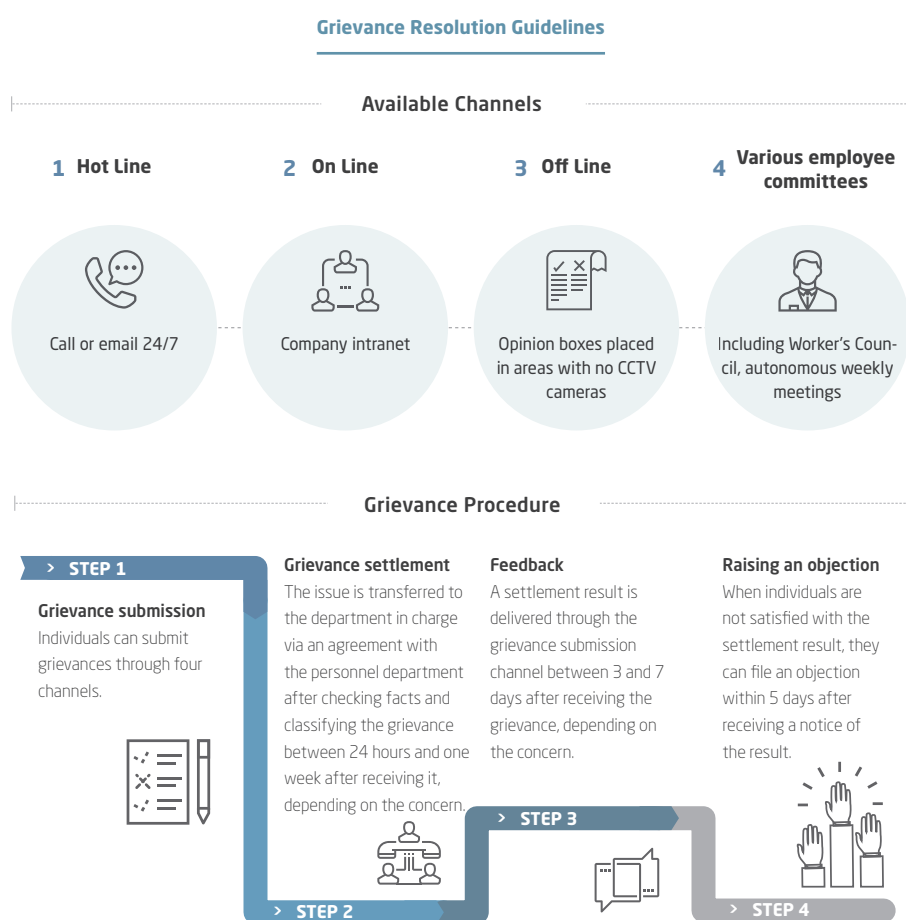 Grievance Resolution Guidelines
Available Channels
1 Hot Line
2 On Line
3 Off Line
4 Various employee
committees
Call or email 24/7
Company intranet
Opinion boxes placed
in areas with no CCTV
cameras
Including Worker's Coun-
cil, autonomous weekly
meetings
Grievance Procedure
> STEP 1
Grievance submission
Individuals can submit
grievances through four
channels.
Grievance settlement
The issue is transferred to
the department in charge
via an agreement with
the personnel department
after checking facts and
classifying the grievance
between 24 hours and one
week after receiving it,
depending on the concern.
> STEP 2
Feedback
A settlement result is
delivered through the
grievance submission
channel between 3 and 7
days after receiving the
grievance, depending on
the concern.
> STEP 3
Raising an objection
When individuals are
not satisfied with the
settlement result, they
can file an objection
within 5 days after
receiving a notice of
the result.
> STEP 4